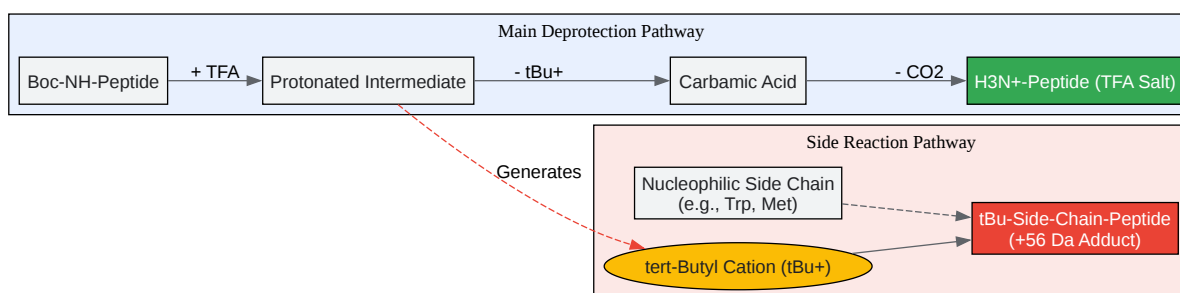 Main Deprotection Pathway
Boc-NH-Peptide
+ TFA
Protonated Intermediate
- tBu+
Carbamic Acid
- CO2
H3N+-Peptide (TFA Salt)
Generates
Side Reaction Pathway
Nucleophilic Side Chain
(e.g., Trp, Met)
tert-Butyl Cation (tBu+)
tBu-Side-Chain-Peptide
(+56 Da Adduct)